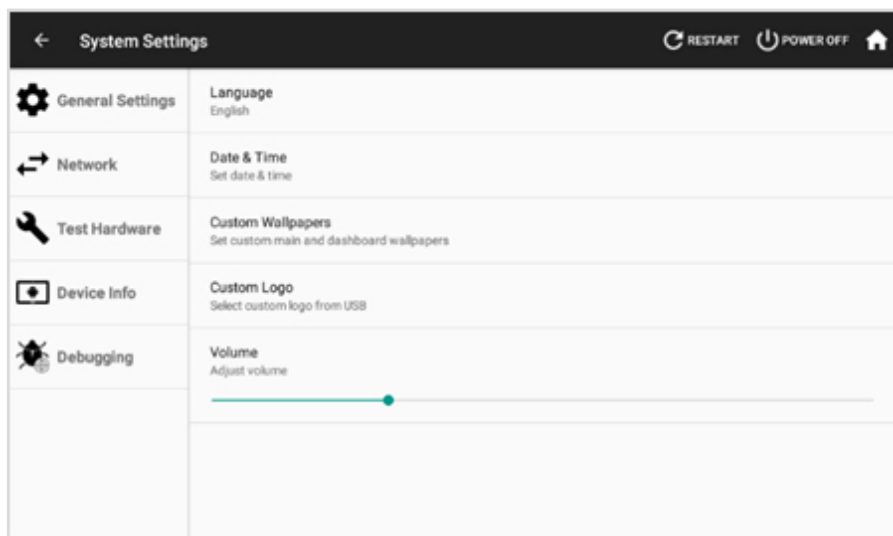 System Settings
RESTART
POWER OFF
General Settings
Network
Test Hardware
Device Info
Debugging
Language
English
Date & Time
Set date & time
Custom Wallpapers
Set custom main and dashboard wallpapers
Custom Logo
Select custom logo from USB
Volume
Adjust volume